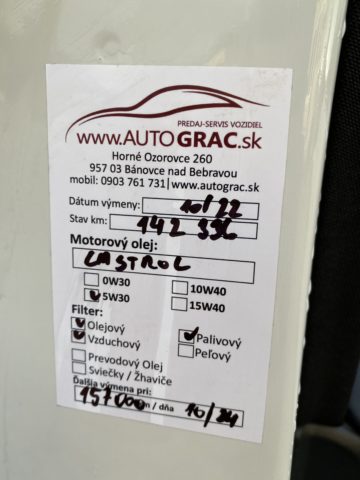 PREDAJ-SERVIS VOZIDIEL
www.AUTOGRAC.sk
Horné Ozorovce 260
957 03 Bánovce nad Bebravou
mobil: 0903 761 731|www.autograc.sk
Dátum výmeny: 10/22
Stav km: 142 336
Motorový olej:
CASTROL
0W30 10W40
5W30 15W40
Filter:
Olejový Palivový
Vzduchový Peľový
Prevodový Olej
Sviečky / Žhaviče
Ďalšia výmena pri:
157000 km / dňa 10/24